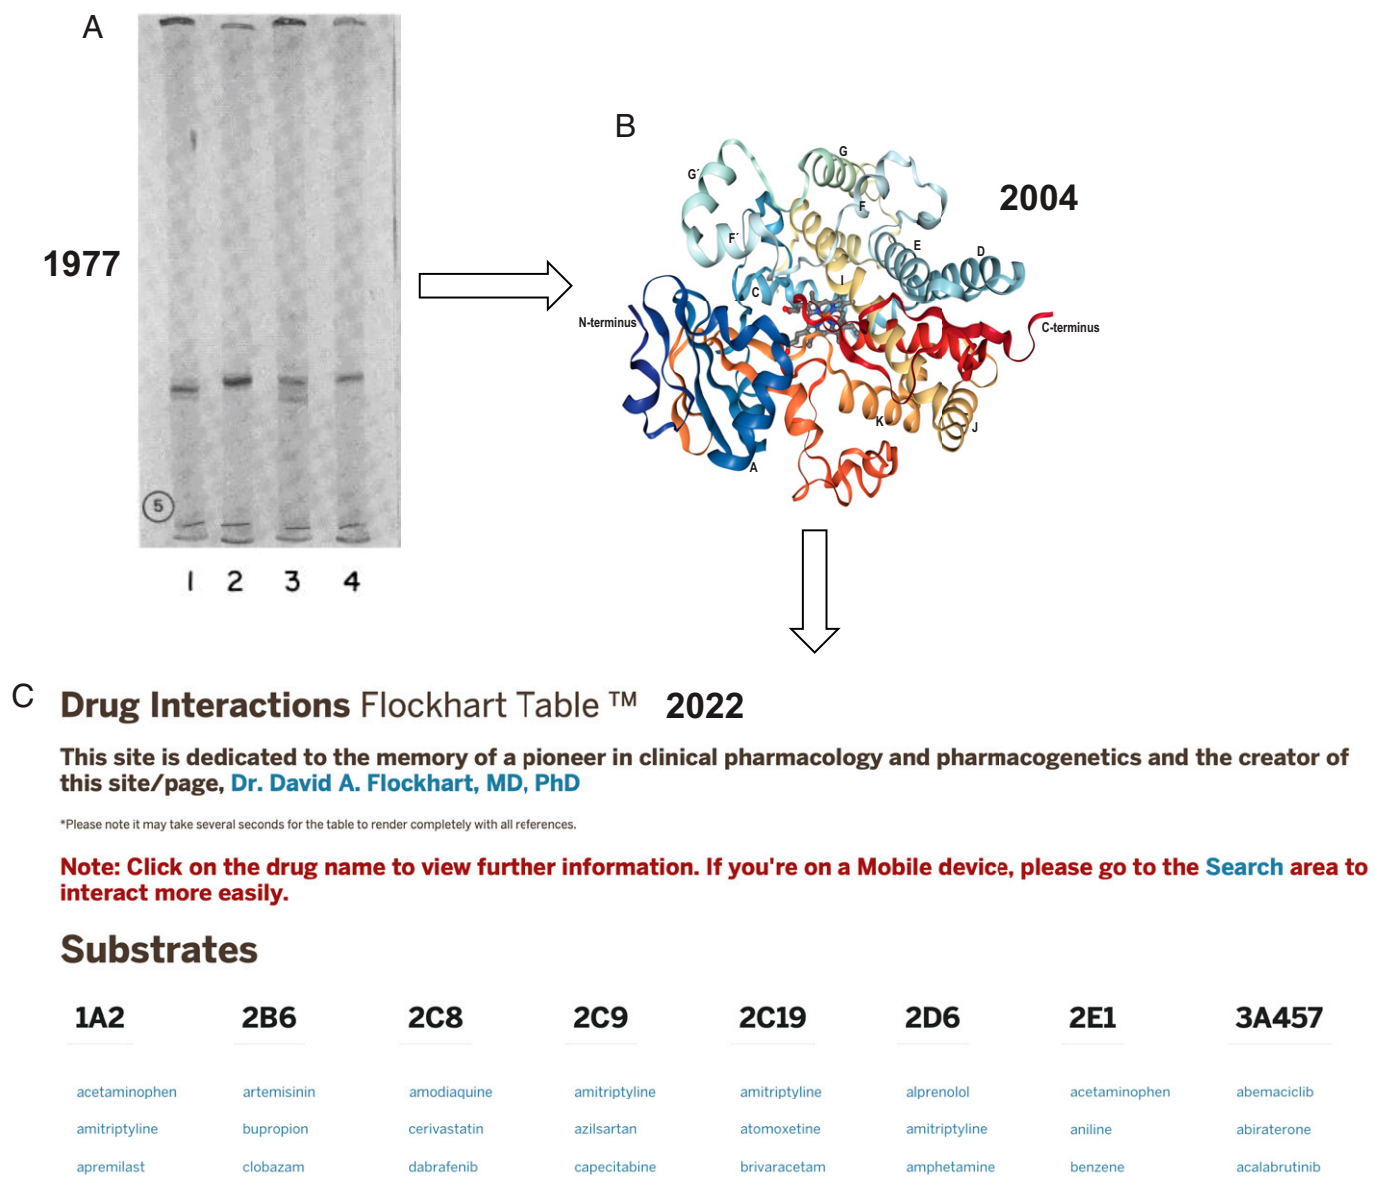 A
1977
5
1 2 3 4
B
2004
G
G´
F
F´
E
D
C
I
N-terminus
C-terminus
K
J
A
C
Drug Interactions Flockhart Table ™ 2022
This site is dedicated to the memory of a pioneer in clinical pharmacology and pharmacogenetics and the creator of
this site/page, Dr. David A. Flockhart, MD, PhD
*Please note it may take several seconds for the table to render completely with all references.
Note: Click on the drug name to view further information. If you're on a Mobile device, please go to the Search area to
interact more easily.
Substrates
1A2 2B6 2C8 2C9 2C19 2D6 2E1 3A457
acetaminophen artemisinin amodiaquine amitriptyline amitriptyline alprenolol acetaminophen abemaciclib
amitriptyline bupropion cerivastatin azilsartan atomoxetine amitriptyline aniline abiraterone
apremilast clobazam dabrafenib capecitabine brivaracetam amphetamine benzene acalabrutinib